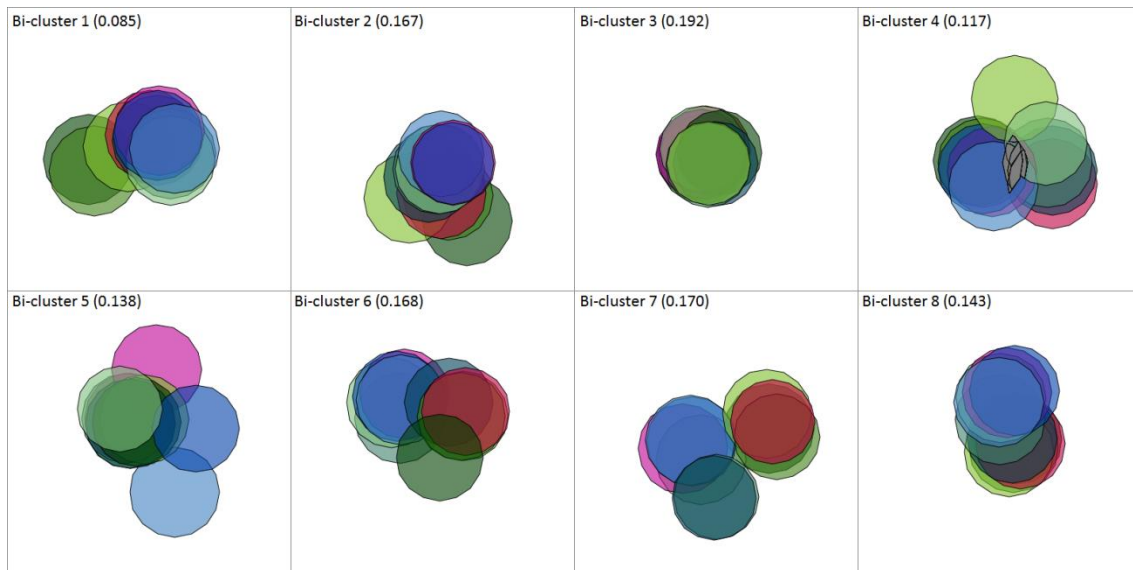 Bi-cluster 1 (0.085)
Bi-cluster 2 (0.167)
Bi-cluster 3 (0.192)
Bi-cluster 4 (0.117)
Bi-cluster 5 (0.138)
Bi-cluster 6 (0.168)
Bi-cluster 7 (0.170)
Bi-cluster 8 (0.143)